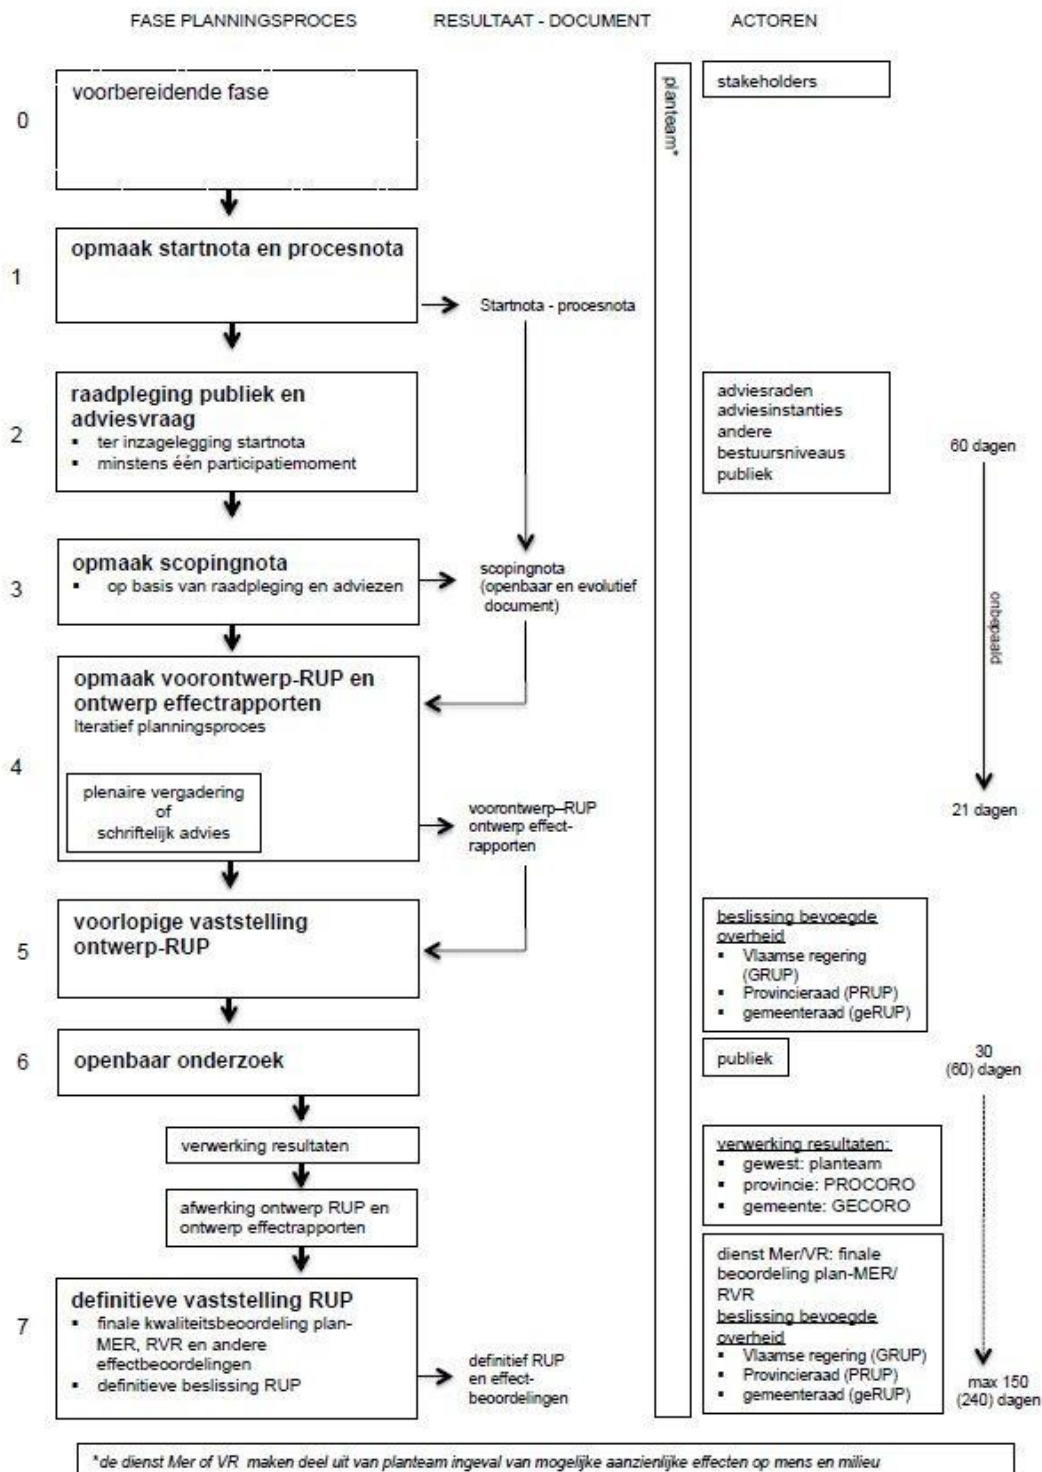 FASE PLANNINGSPROCES
RESULTAAT - DOCUMENT
ACTOREN
planteam*
0
voorbereidende fase
stakeholders
1
opmaak startnota en procesnota
Startnota - procesnota
2
raadpleging publiek en
adviesvraag
▪ ter inzagelegging startnota
▪ minstens één participatiemoment
adviesraden
adviesinstanties
andere
bestuursniveaus
publiek
60 dagen
onbepaald
21 dagen
3
opmaak scopingnota
▪ op basis van raadpleging en adviezen
scopingnota
(openbaar en evolutief
document)
4
opmaak voorontwerp-RUP en
ontwerp effectrapporten
Iteratief planningsproces
plenaire vergadering
of
schriftelijk advies
voorontwerp–RUP
ontwerp effect-
rapporten
5
voorlopige vaststelling
ontwerp-RUP
beslissing bevoegde
overheid
▪ Vlaamse regering
(GRUP)
▪ Provincieraad (PRUP)
▪ gemeenteraad (geRUP)
6
openbaar onderzoek
publiek
30
(60) dagen
verwerking resultaten
verwerking resultaten:
▪ gewest: planteam
▪ provincie: PROCORO
▪ gemeente: GECORO
afwerking ontwerp RUP en
ontwerp effectrapporten
7
definitieve vaststelling RUP
▪ finale kwaliteitsbeoordeling plan-
MER, RVR en andere
effectbeoordelingen
▪ definitieve beslissing RUP
definitief RUP
en effect-
beoordelingen
dienst Mer/VR: finale
beoordeling plan-MER/
RVR
beslissing bevoegde
overheid
▪ Vlaamse regering (GRUP)
▪ Provincieraad (PRUP)
▪ gemeenteraad (geRUP)
max 150
(240) dagen
*de dienst Mer of VR maken deel uit van planteam ingeval van mogelijke aanzienlijke effecten op mens en milieu